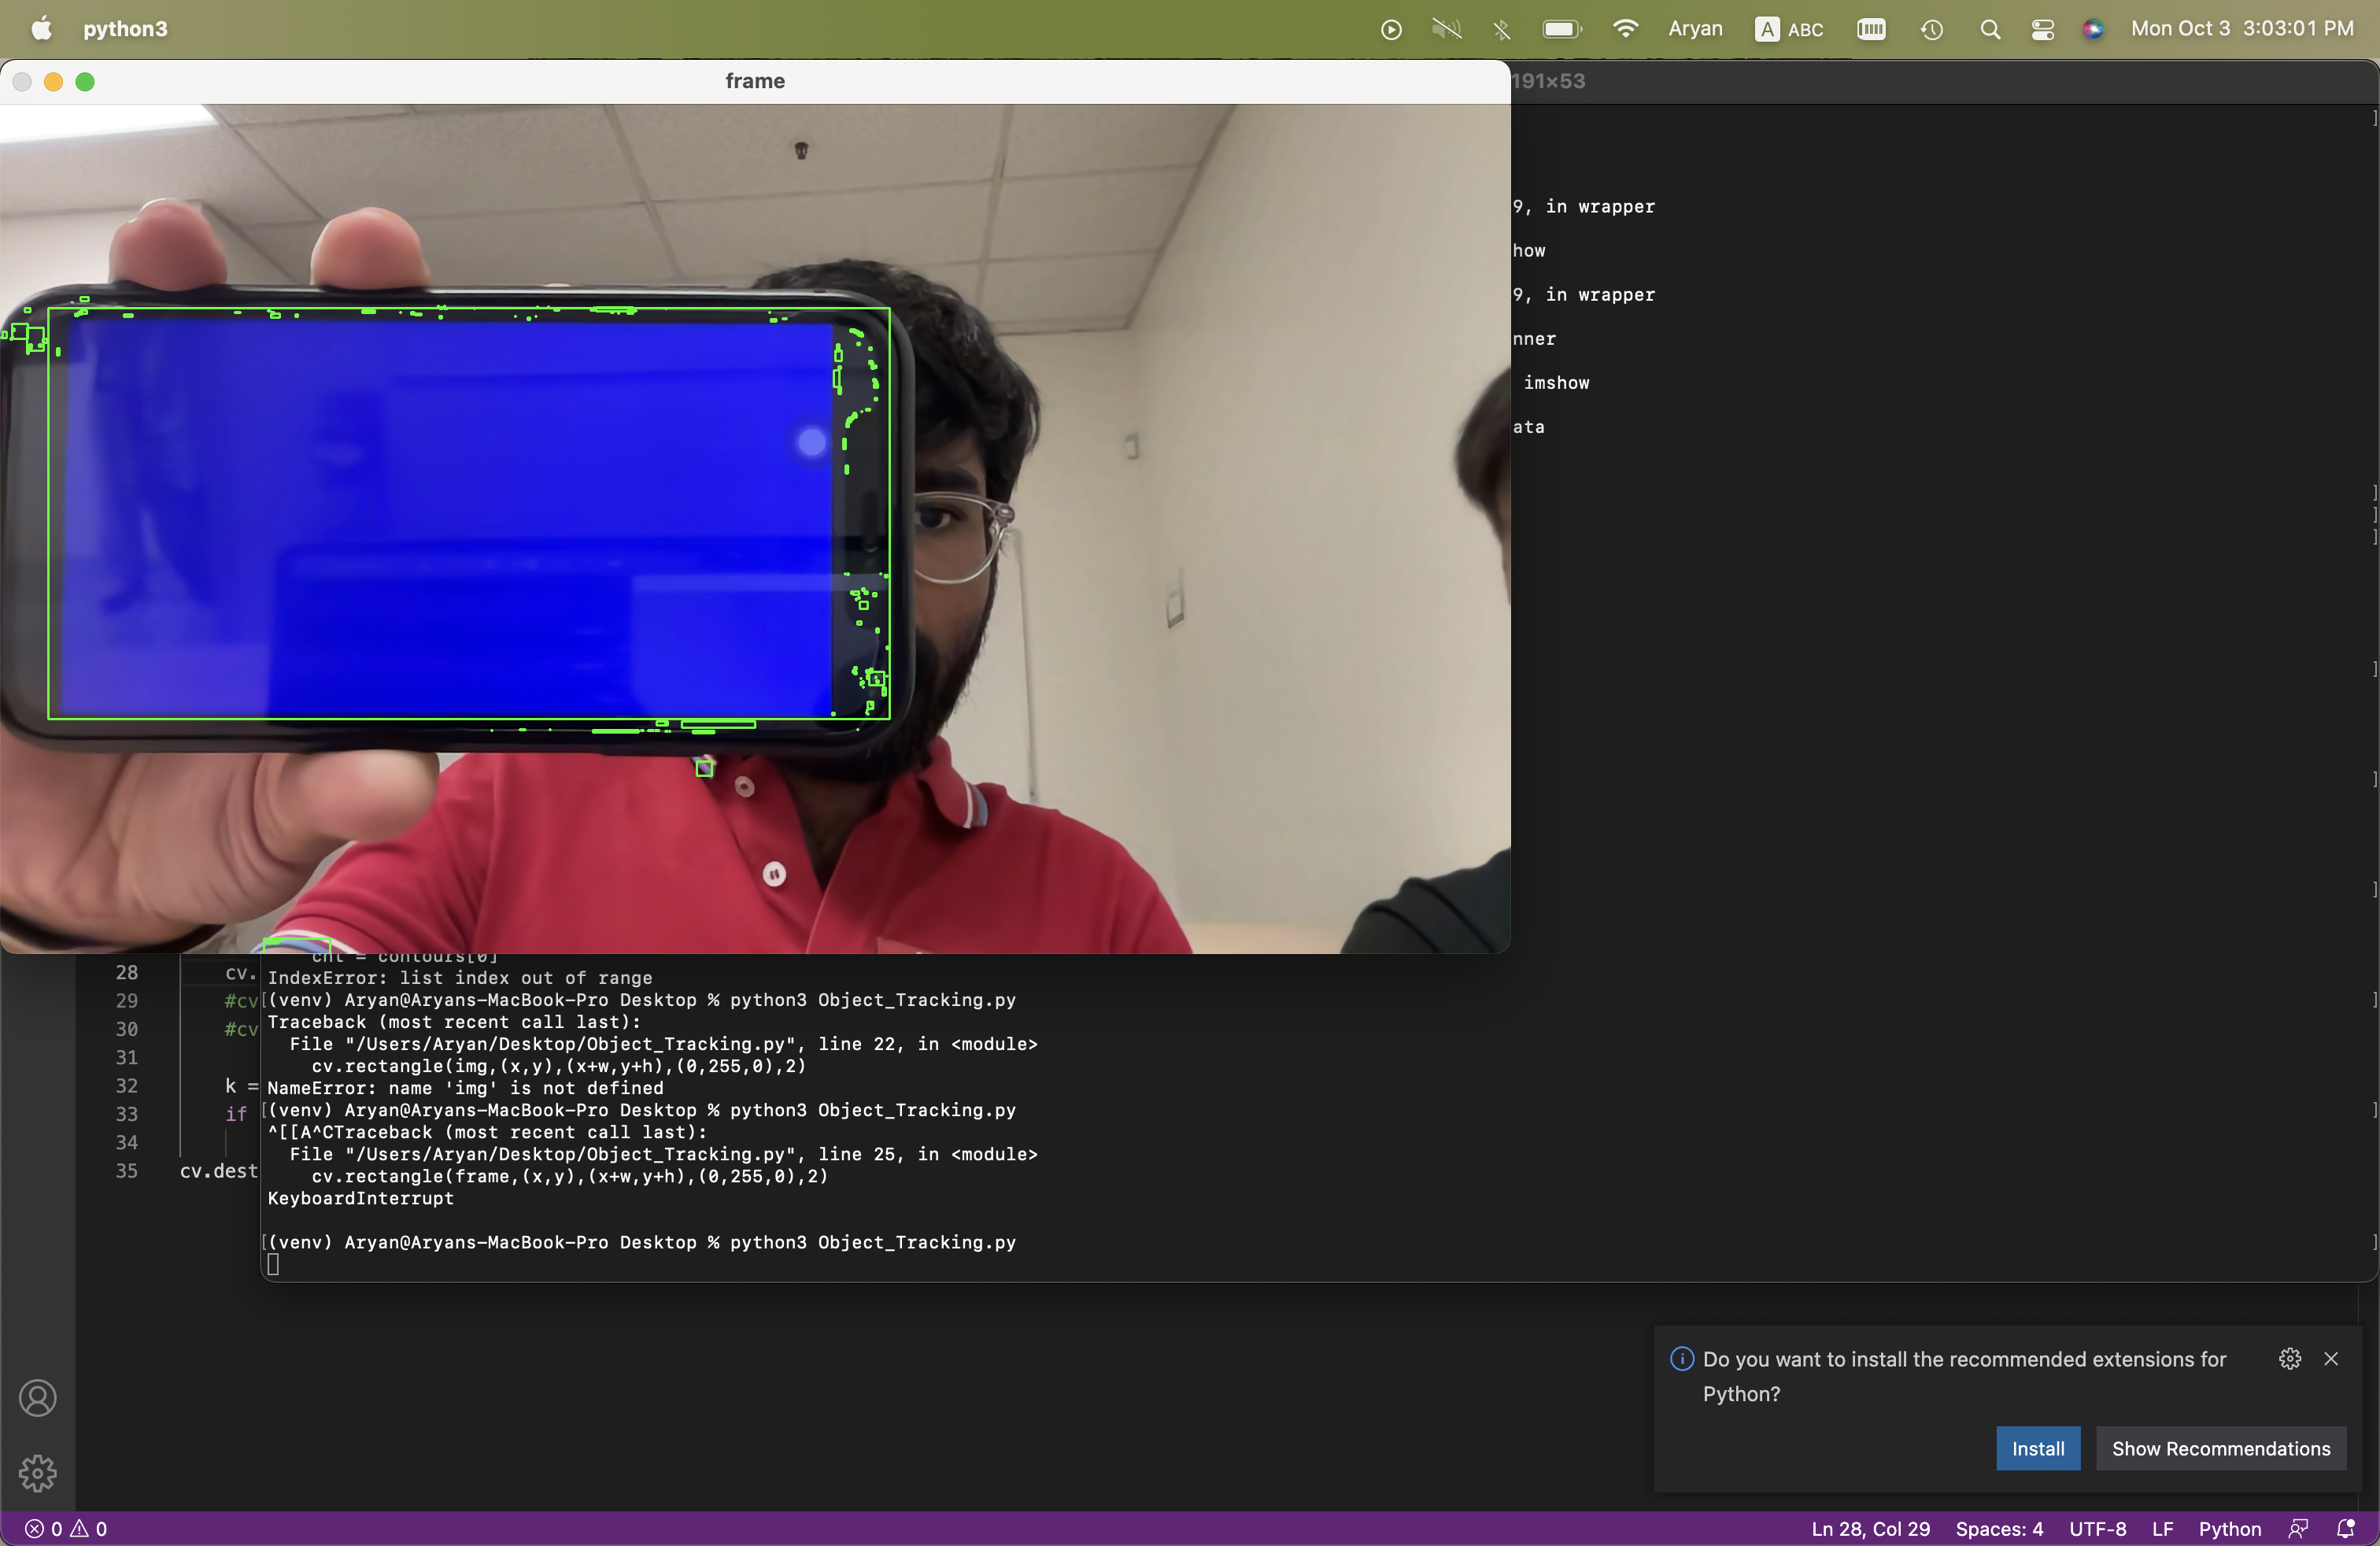 python3
Aryan
A ABC
Mon Oct 3 3:03:01 PM
frame
191×53
9, in wrapper
how
9, in wrapper
nner
imshow
ata
cnt = contours[0]
IndexError: list index out of range
(venv) Aryan@Aryans-MacBook-Pro Desktop % python3 Object_Tracking.py
Traceback (most recent call last):
File "/Users/Aryan/Desktop/Object_Tracking.py", line 22, in <module>
cv.rectangle(img,(x,y),(x+w,y+h),(0,255,0),2)
NameError: name 'img' is not defined
(venv) Aryan@Aryans-MacBook-Pro Desktop % python3 Object_Tracking.py
^[[A^CTraceback (most recent call last):
File "/Users/Aryan/Desktop/Object_Tracking.py", line 25, in <module>
cv.rectangle(frame,(x,y),(x+w,y+h),(0,255,0),2)
KeyboardInterrupt
(venv) Aryan@Aryans-MacBook-Pro Desktop % python3 Object_Tracking.py
28 cv.
29 #cv
30 #cv
31
32 k =
33 if
34
35 cv.dest
Do you want to install the recommended extensions for
Python?
Install
Show Recommendations
0 0
Ln 28, Col 29 Spaces: 4 UTF-8 LF Python